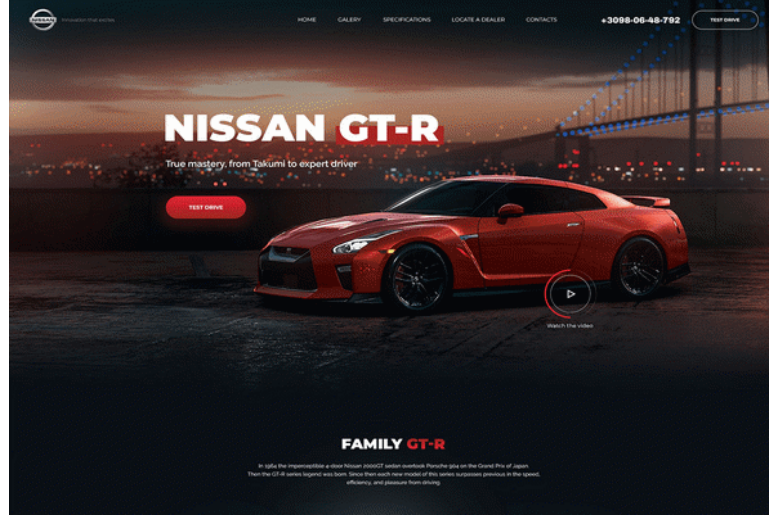 NISSAN
Innovation that excites
HOME
GALERY
SPECIFICATIONS
LOCATE A DEALER
CONTACTS
+3098-06-48-792
TEST DRIVE
NISSAN GT-R
True mastery, from Takumi to expert driver
TEST DRIVE
Watch the video
FAMILY GT-R
In 1964 the imperceptible 4-door Nissan 2000GT sedan overtook Porsche 904 on the Grand Prix of Japan.
Then the GT-R series legend was born. Since then each new model of this series surpasses previous in the speed,
efficiency, and pleasure from driving.